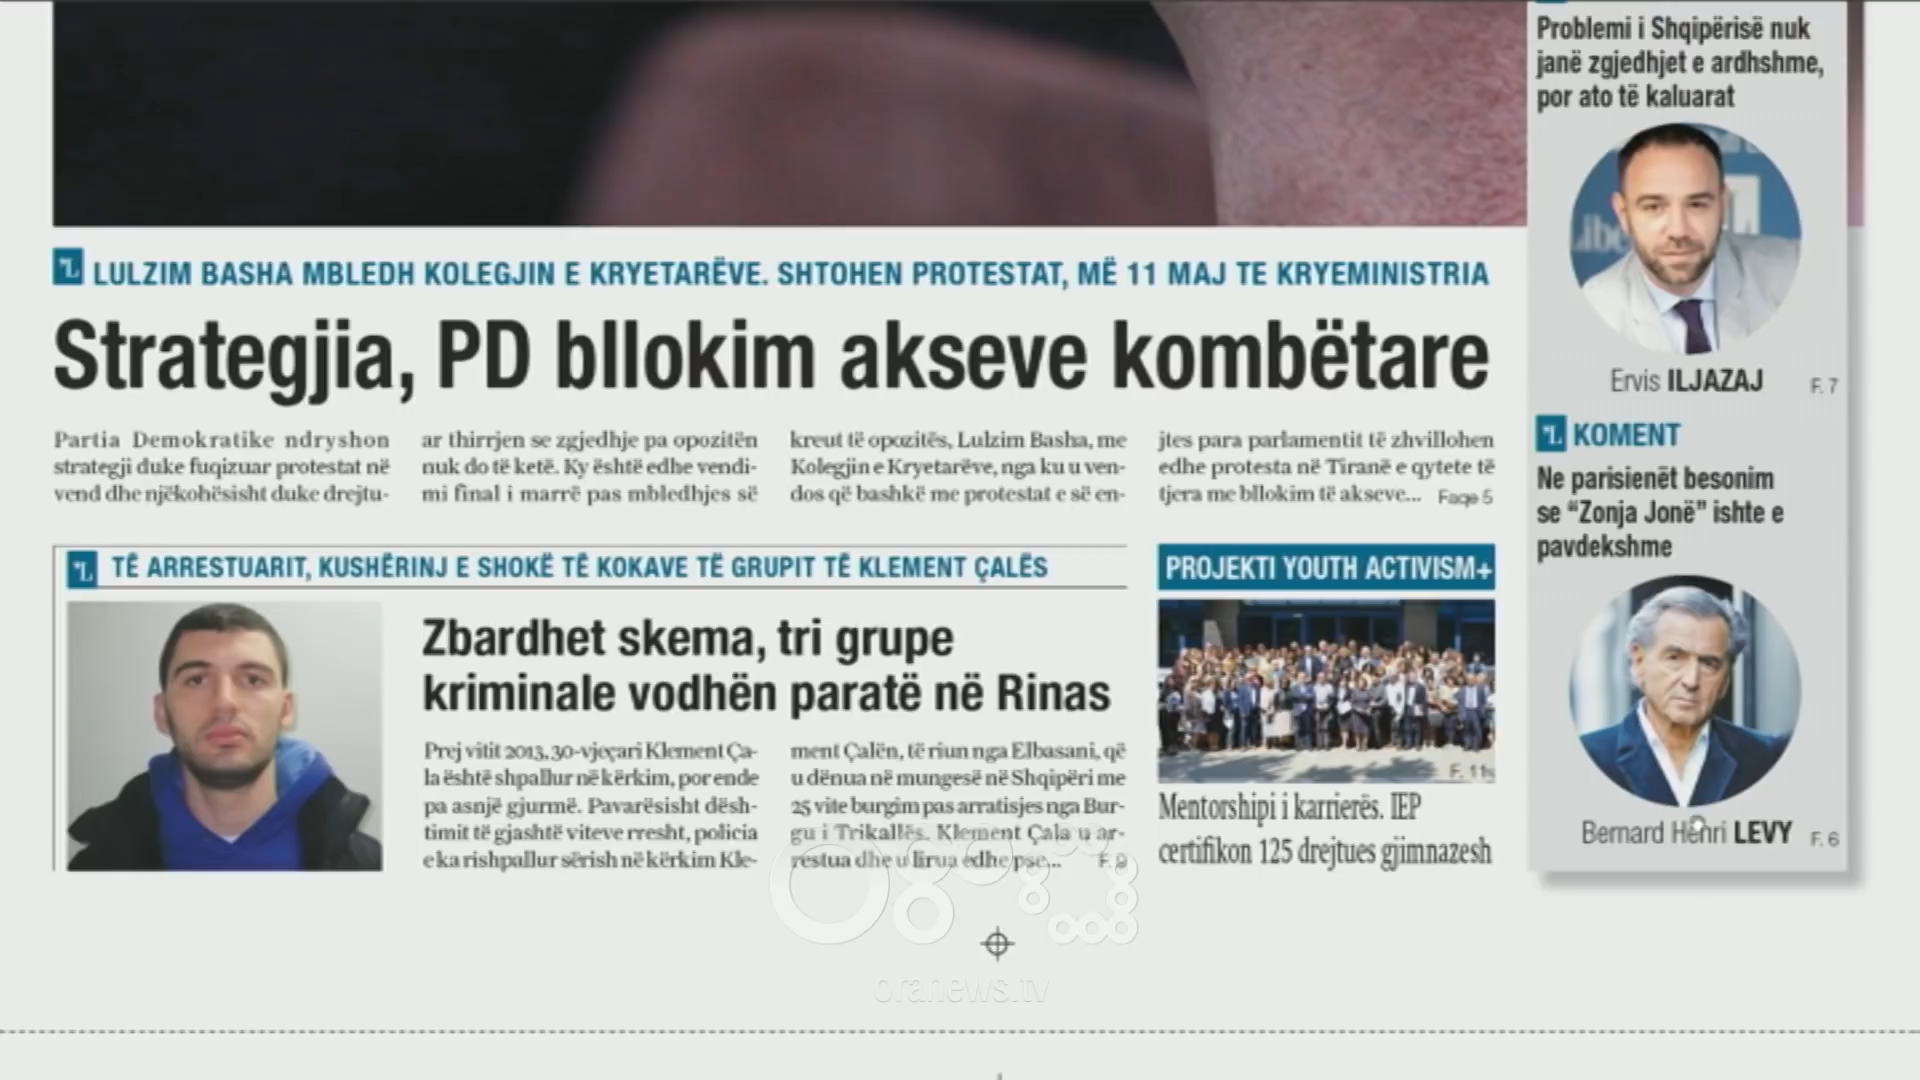 Problemi i Shqipërisë nuk
janë zgjedhjet e ardhshme,
por ato të kaluarat
Ervis ILJAZAJ F. 7
KOMENT
Ne parisienët besonim
se “Zonja Jonë” ishte e
pavdekshme
Bernard Henri LEVY F. 6
LULZIM BASHA MBLEDH KOLEGJIN E KRYETARËVE. SHTOHEN PROTESTAT, MË 11 MAJ TE KRYEMINISTRIA
Strategjia, PD bllokim akseve kombëtare
Partia Demokratike ndryshon
strategji duke fuqizuar protestat në
vend dhe njëkohësisht duke drejtu-
ar thirrjen se zgjedhje pa opozitën
nuk do të ketë. Ky është edhe vendi-
mi final i marrë pas mbledhjes së
kreut të opozitës, Lulzim Basha, me
Kolegjin e Kryetarëve, nga ku u ven-
dos që bashkë me protestat e së en-
jtes para parlamentit të zhvillohen
edhe protesta në Tiranë e qytete të
tjera me bllokim të akseve... Faqe 5
TË ARRESTUARIT, KUSHËRINJ E SHOKË TË KOKAVE TË GRUPIT TË KLEMENT ÇALËS
Zbardhet skema, tri grupe
kriminale vodhën paratë në Rinas
Prej vitit 2013, 30-vjeçari Klement Ça-
la është shpallur në kërkim, por ende
pa asnjë gjurmë. Pavarësisht dësh-
timit të gjashtë viteve rresht, policia
e ka rishpallur sërish në kërkim Kle-
ment Çalën, të riun nga Elbasani, që
u dënua në mungesë në Shqipëri me
25 vite burgim pas arratisjes nga Bur-
gu i Trikallës. Klement Çala u ar-
restua dhe u lirua edhe pse... F. 9
PROJEKTI YOUTH ACTIVISM+
F. 11
Mentorshipi i karrierës. IEP
certifikon 125 drejtues gjimnazesh
oranews.tv